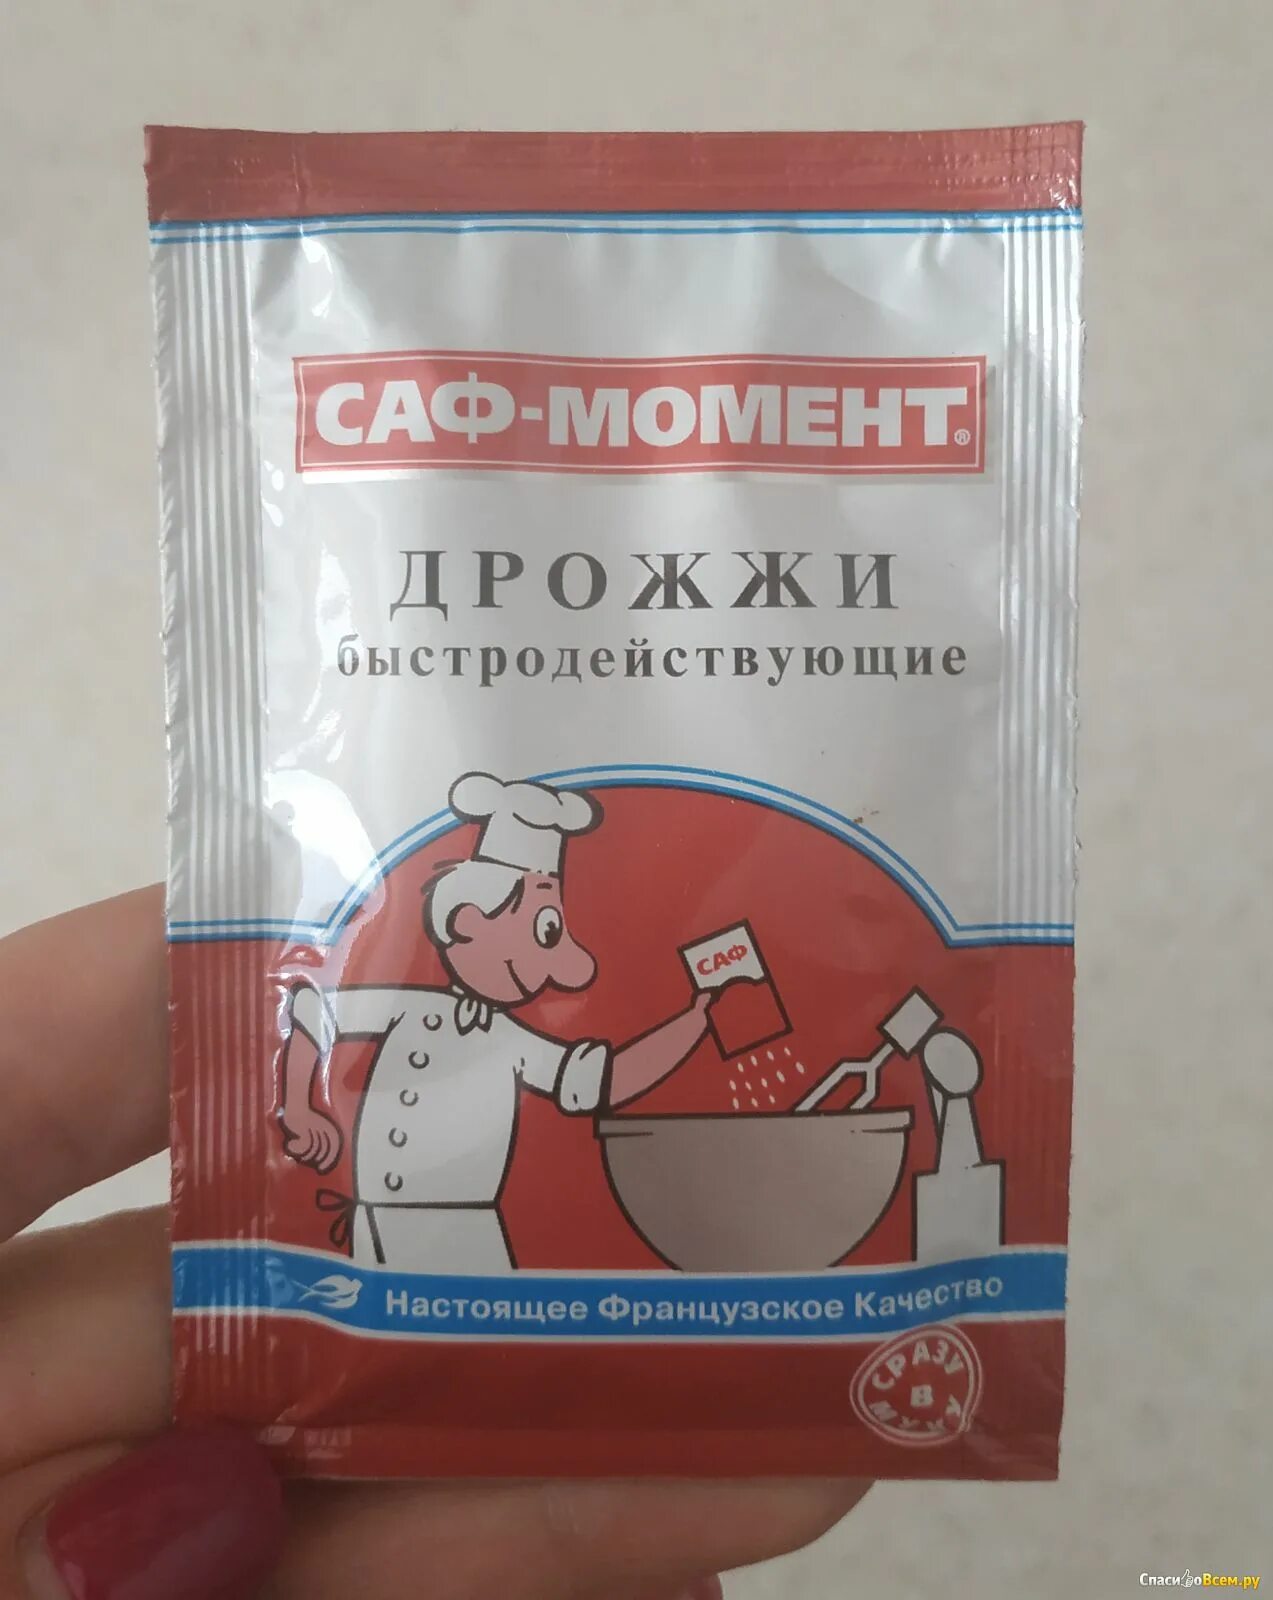 САФ-МОМЕНТ®
ДРОЖЖИ
быстродействующие
САФ
Настоящее Французское Качество
СРАЗУ
В
МУКУ
СпасибоВсем.ру